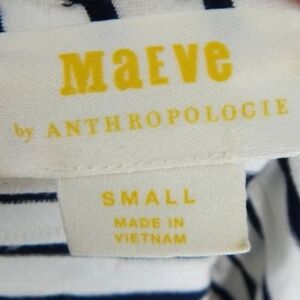 MaEVe
by ANTHROPOLOGIE
SMALL
MADE IN
VIETNAM